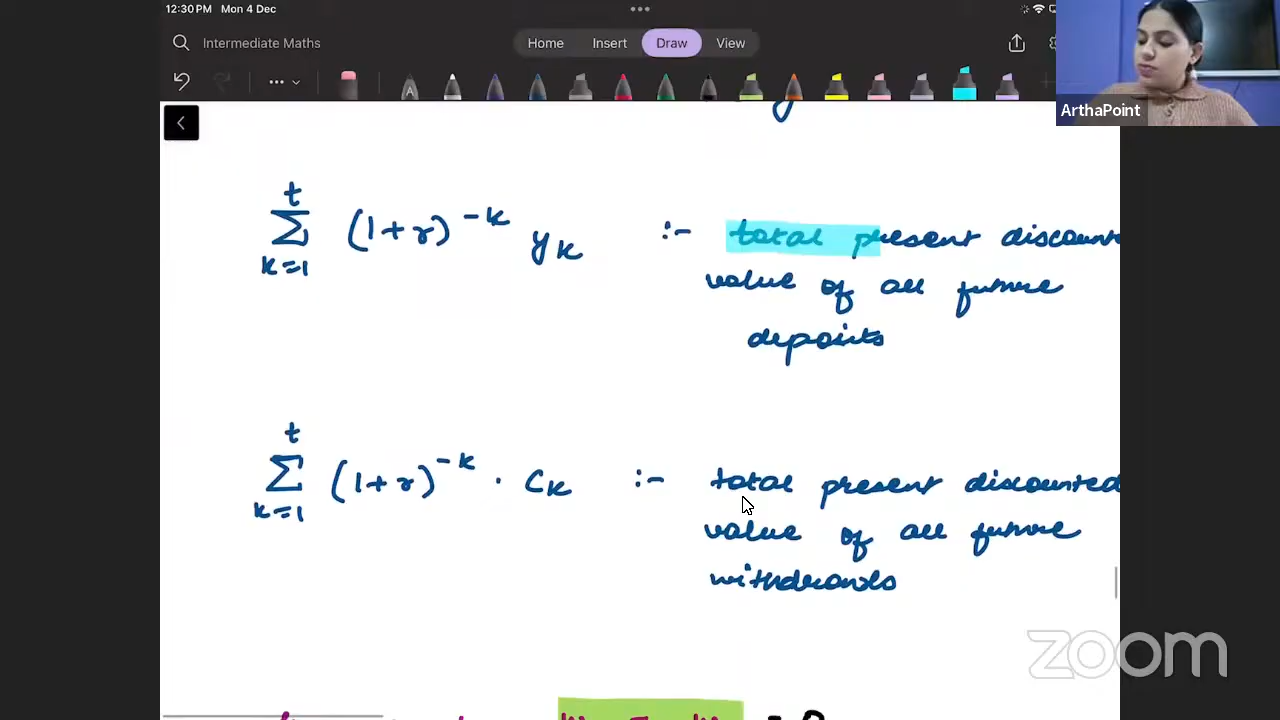 12:30 PM Mon 4 Dec
Intermediate Maths
Home Insert Draw View
A
ArthaPoint
t
Σ (1+r)^{-k} y_k :- total present discount
k=1
value of all future
deposits
t
Σ (1+r)^{-k} . C_k :- total present discounted
k=1
value of all future
withdrawls
zoom